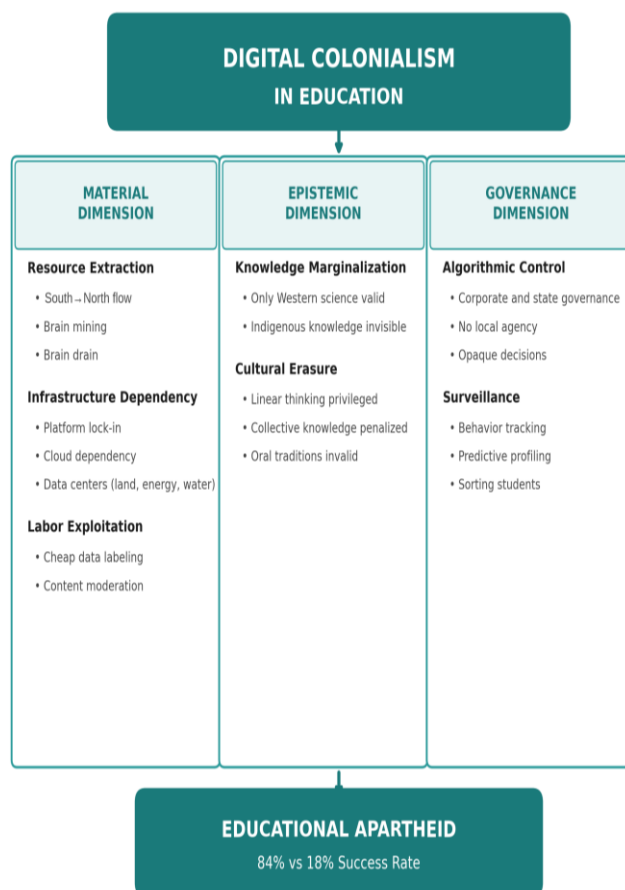 DIGITAL COLONIALISM
IN EDUCATION
MATERIAL
DIMENSION
Resource Extraction
• South→North flow
• Brain mining
• Brain drain
Infrastructure Dependency
• Platform lock-in
• Cloud dependency
• Data centers (land, energy, water)
Labor Exploitation
• Cheap data labeling
• Content moderation
EPISTEMIC
DIMENSION
Knowledge Marginalization
• Only Western science valid
• Indigenous knowledge invisible
Cultural Erasure
• Linear thinking privileged
• Collective knowledge penalized
• Oral traditions invalid
GOVERNANCE
DIMENSION
Algorithmic Control
• Corporate and state governance
• No local agency
• Opaque decisions
Surveillance
• Behavior tracking
• Predictive profiling
• Sorting students
EDUCATIONAL APARTHEID
84% vs 18% Success Rate